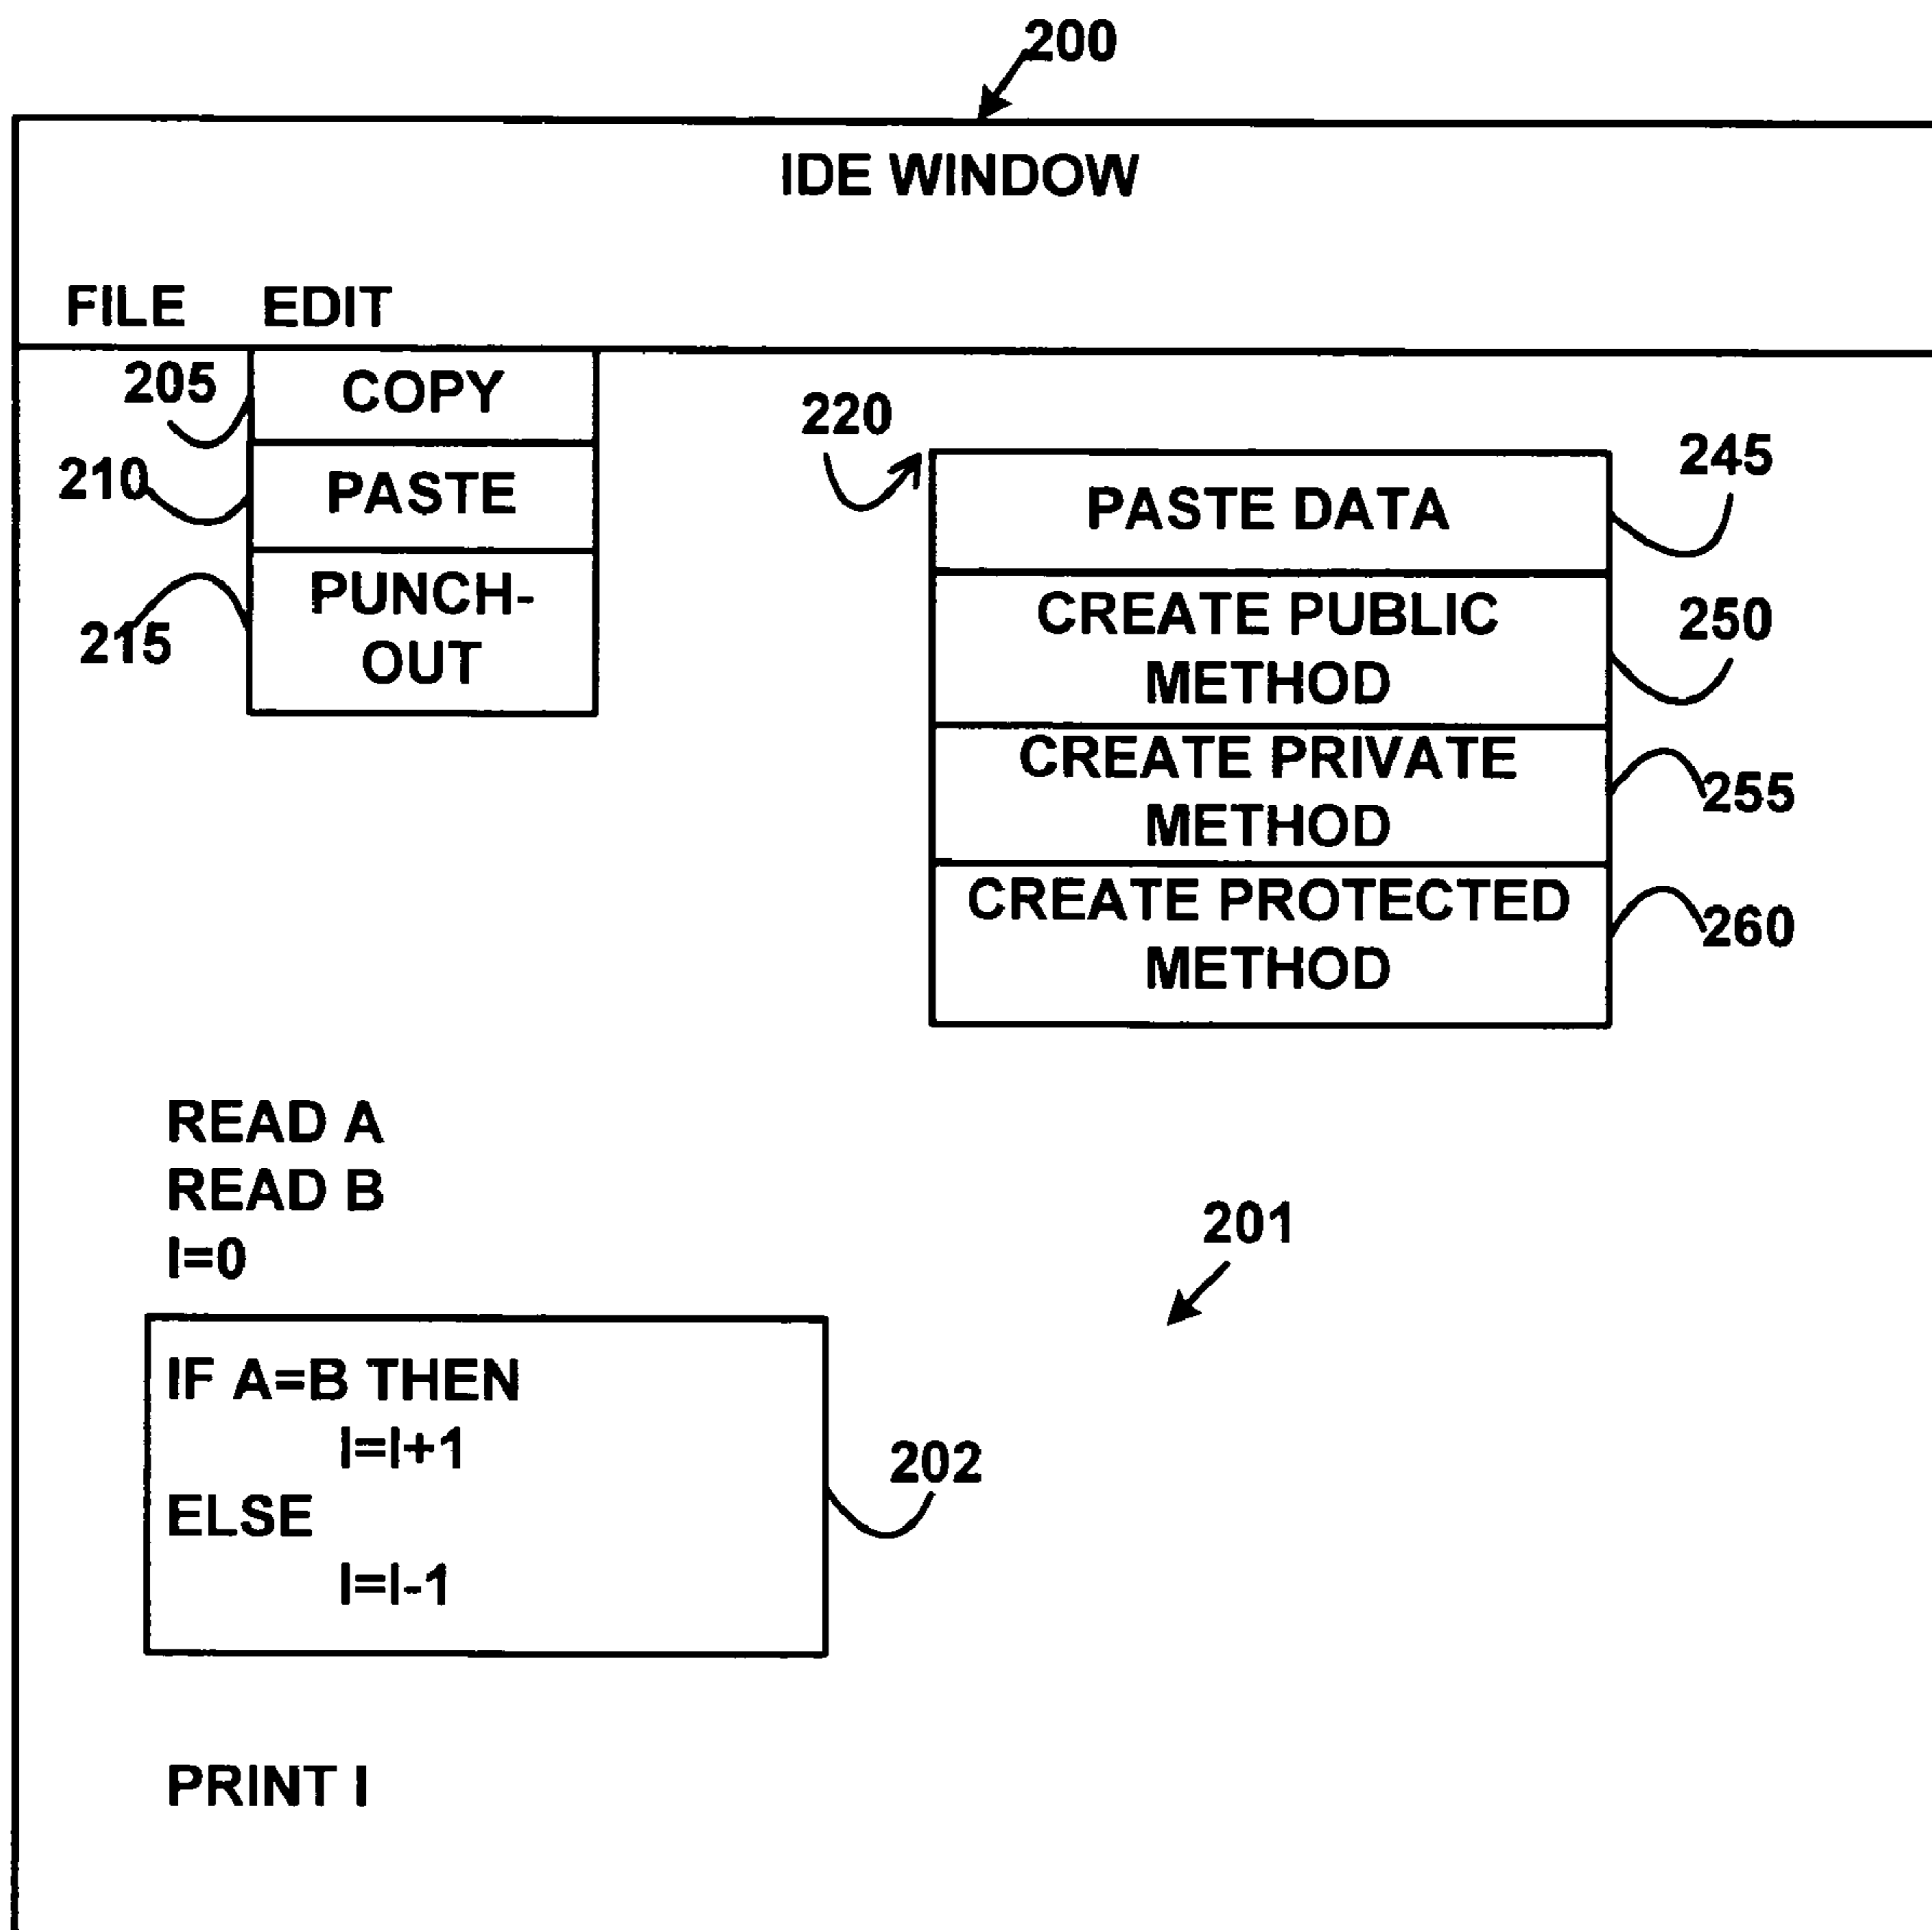 200
IDE WINDOW
FILE EDIT
205
COPY
210
PASTE
215
PUNCH-
OUT
220
PASTE DATA
245
CREATE PUBLIC
METHOD
250
CREATE PRIVATE
METHOD
255
CREATE PROTECTED
METHOD
260
READ A
READ B
I=0
201
IF A=B THEN
I=I+1
ELSE
I=I-1
202
PRINT I